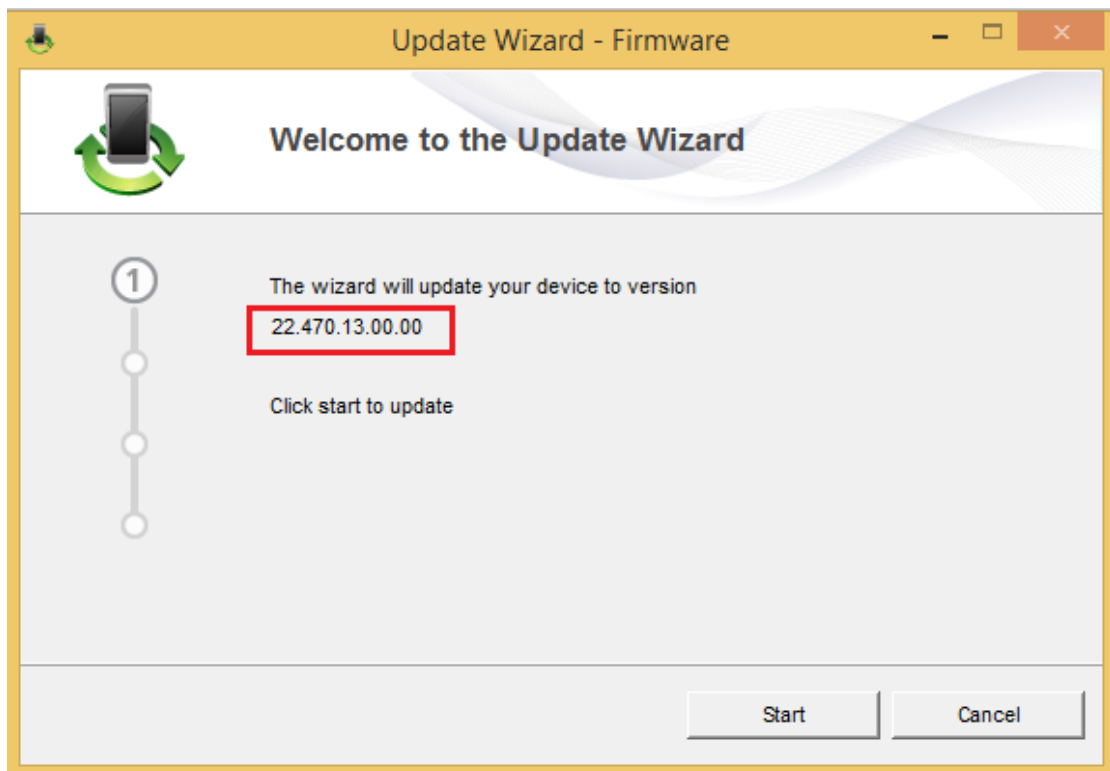 Update Wizard - Firmware
Welcome to the Update Wizard
1
The wizard will update your device to version
22.470.13.00.00
Click start to update
Start
Cancel